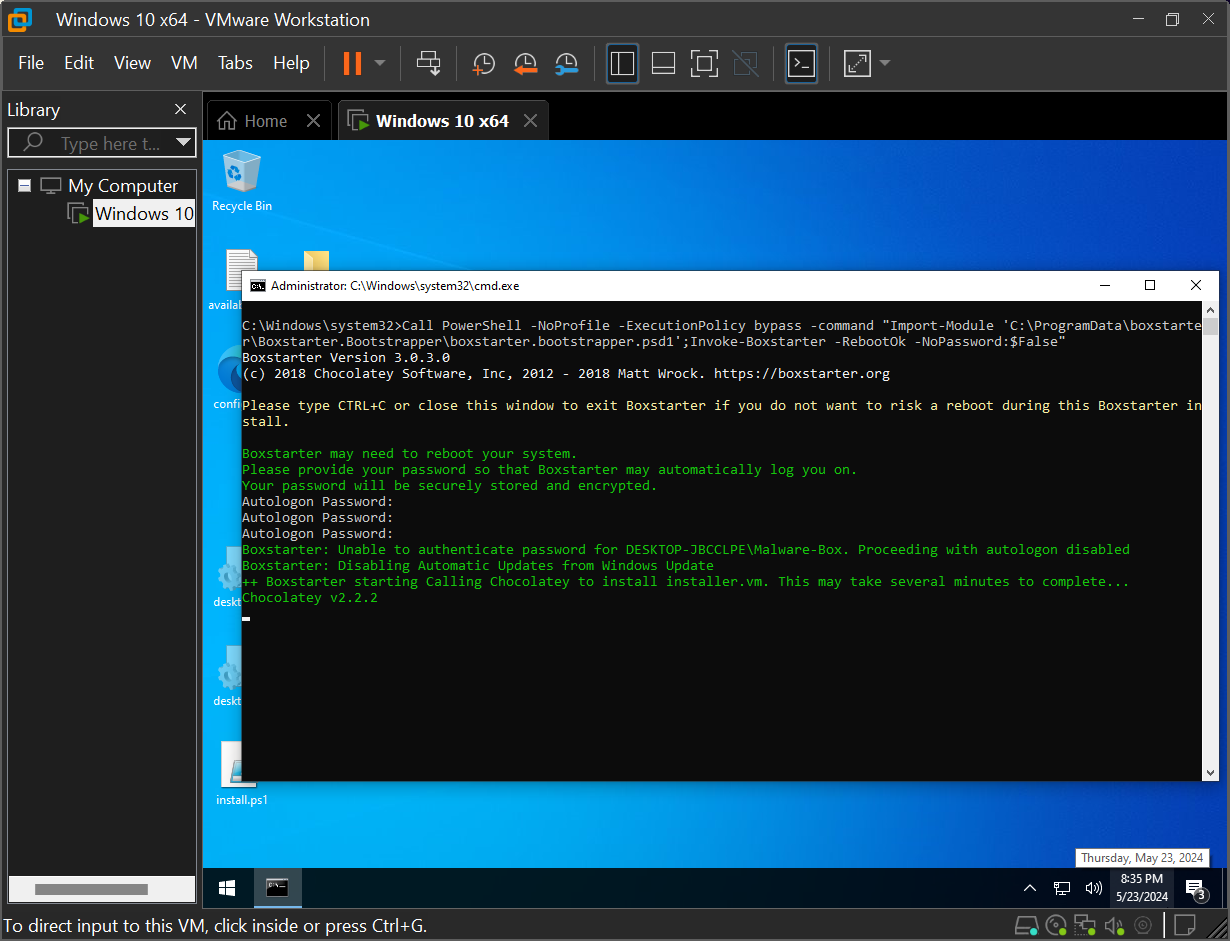 Windows 10 x64 - VMware Workstation
File Edit View VM Tabs Help
Library
Type here t...
My Computer
Windows 10
Home
Windows 10 x64
Recycle Bin
availab
Administrator: C:\Windows\system32\cmd.exe
C:\Windows\system32>Call PowerShell -NoProfile -ExecutionPolicy bypass -command "Import-Module 'C:\ProgramData\boxstarte
r\Boxstarter.Bootstrapper\boxstarter.bootstrapper.psd1';Invoke-Boxstarter -RebootOk -NoPassword:$False"
Boxstarter Version 3.0.3.0
(c) 2018 Chocolatey Software, Inc, 2012 - 2018 Matt Wrock. https://boxstarter.org
Please type CTRL+C or close this window to exit Boxstarter if you do not want to risk a reboot during this Boxstarter in
stall.
Boxstarter may need to reboot your system.
Please provide your password so that Boxstarter may automatically log you on.
Your password will be securely stored and encrypted.
Autologon Password:
Autologon Password:
Autologon Password:
Boxstarter: Unable to authenticate password for DESKTOP-JBCCLPE\Malware-Box. Proceeding with autologon disabled
Boxstarter: Disabling Automatic Updates from Windows Update
++ Boxstarter starting Calling Chocolatey to install installer.vm. This may take several minutes to complete...
Chocolatey v2.2.2
confi
deskt
deskt
install.ps1
Thursday, May 23, 2024
8:35 PM
5/23/2024
3
To direct input to this VM, click inside or press Ctrl+G.